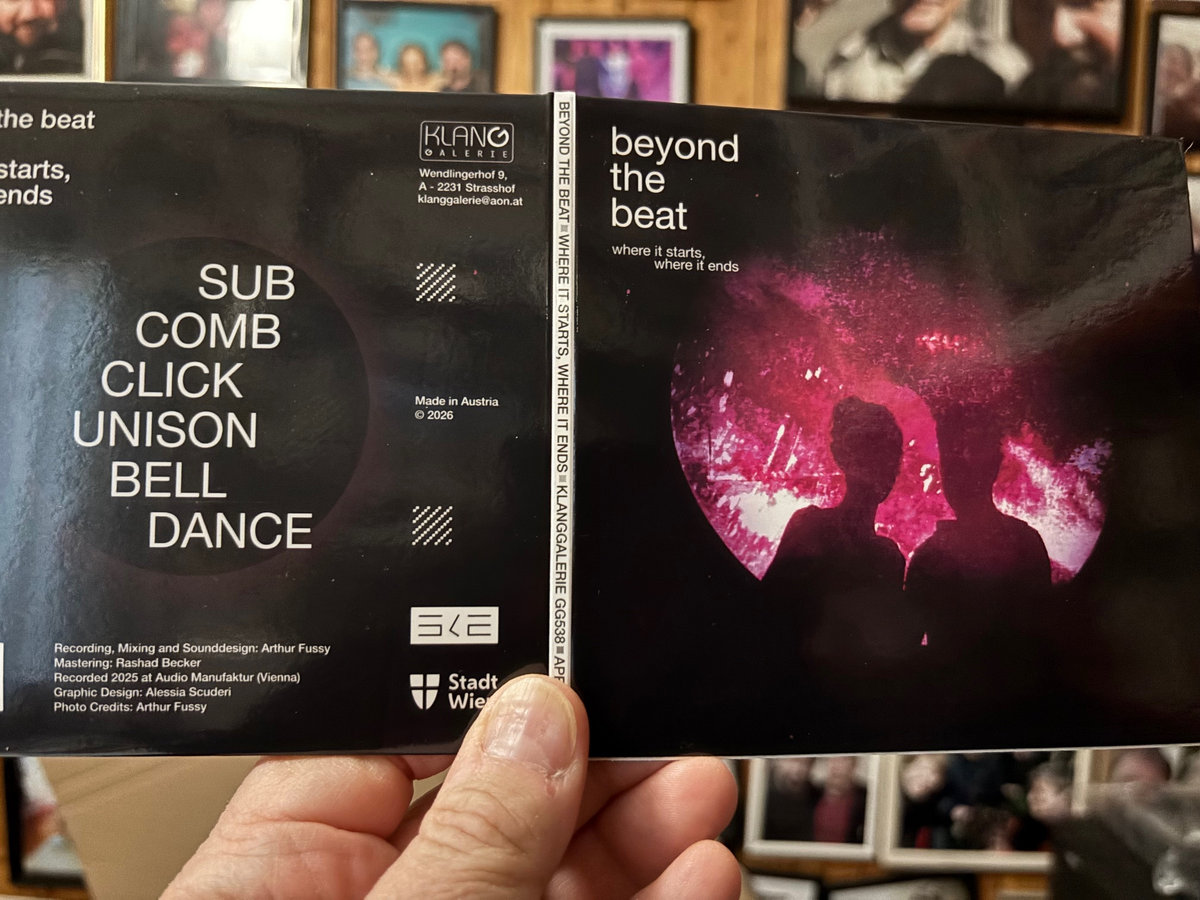 the beat
starts,
ends
SUB
COMB
CLICK
UNISON
BELL
DANCE
Recording, Mixing and Sounddesign: Arthur Fussy
Mastering: Rashad Becker
Recorded 2025 at Audio Manufaktur (Vienna)
Graphic Design: Alessia Scuderi
Photo Credits: Arthur Fussy
KLANG
GALERIE
Wendlingerhof 9,
A - 2231 Strasshof
klanggalerie@aon.at
Made in Austria
© 2026
SKE
Stadt
Wie
BEYOND THE BEAT ■ WHERE IT STARTS, WHERE IT ENDS ■ KLANGGALERIE GG538 ■ APR
beyond
the
beat
where it starts,
where it ends